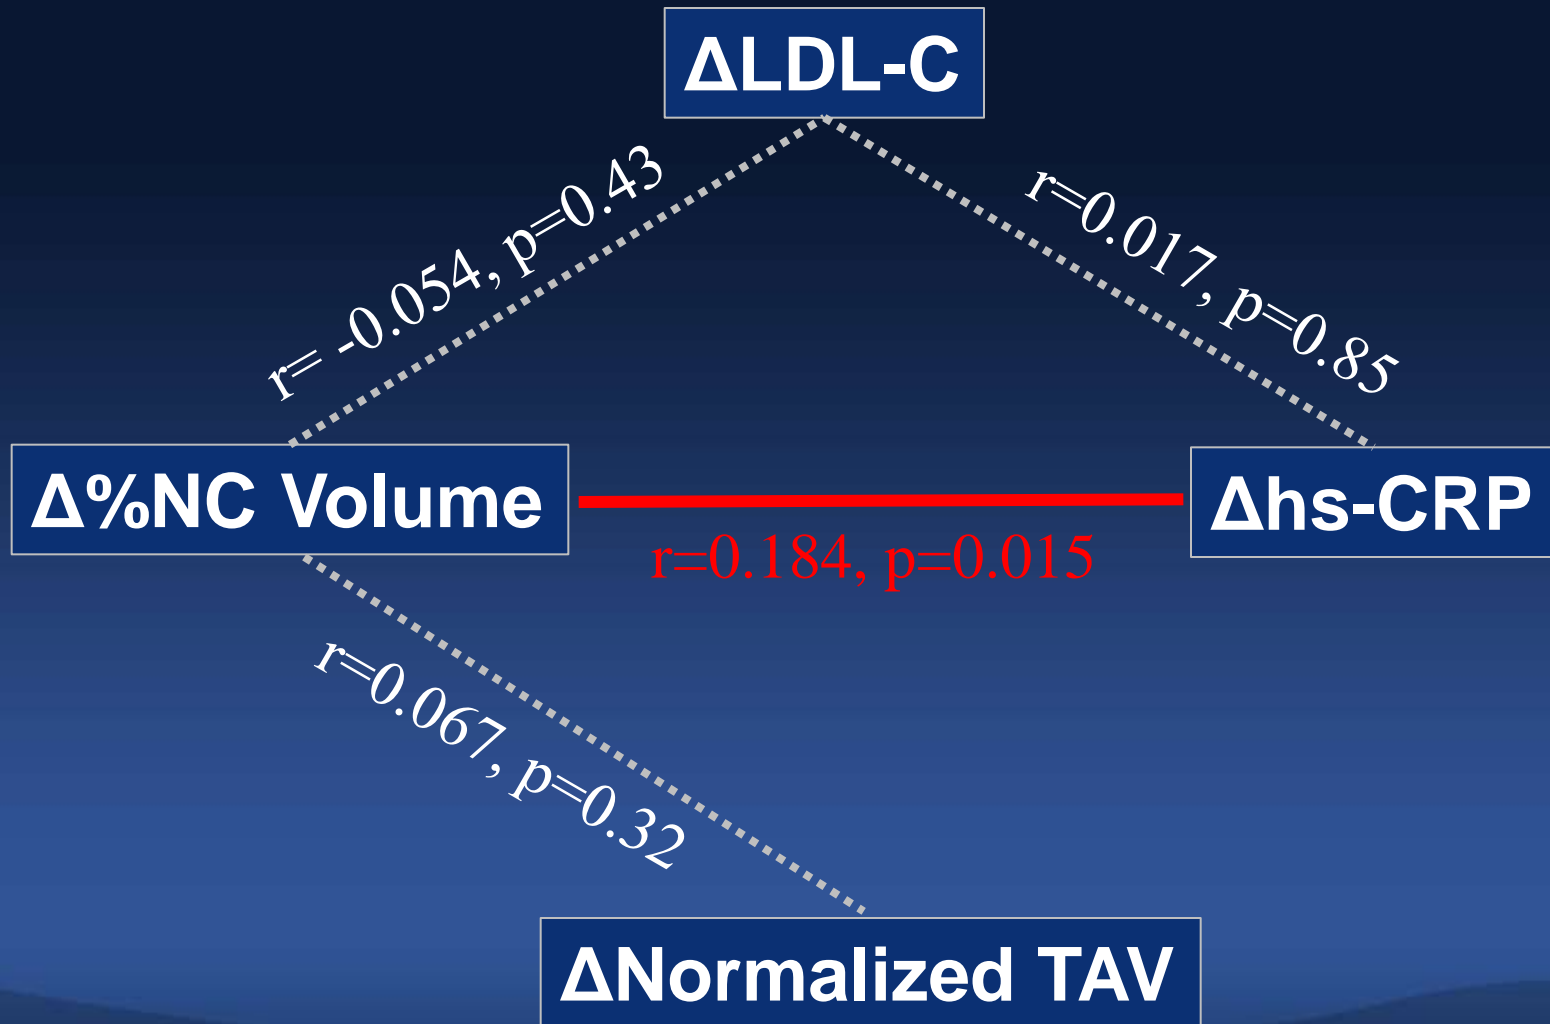 ΔLDL-C
r= -0.054, p=0.43
r=0.017, p=0.85
Δ%NC Volume
Δhs-CRP
r=0.184, p=0.015
r=0.067, p=0.32
ΔNormalized TAV